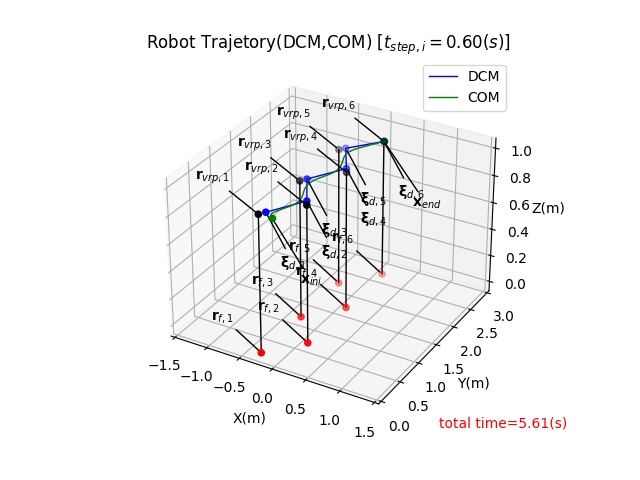 Robot Trajetory(DCM,COM) [t_{step,i} = 0.60(s)]
DCM
COM
r_{vrp,6}
r_{vrp,5}
r_{vrp,4}
r_{vrp,3}
r_{vrp,2}
r_{vrp,1}
ξ_{d,6}
x_{end}
ξ_{d,5}
ξ_{d,4}
ξ_{d,3}
ξ_{d,2}
r_{f,6}
r_{f,5}
x_{ini}
r_{f,4}
r_{f,3}
r_{f,2}
r_{f,1}
1.0
0.8
0.6
0.4
0.2
0.0
Z(m)
3.0
2.5
2.0
1.5
1.0
0.5
0.0
Y(m)
−1.5
−1.0
−0.5
0.0
0.5
1.0
1.5
X(m)
total time=5.61(s)